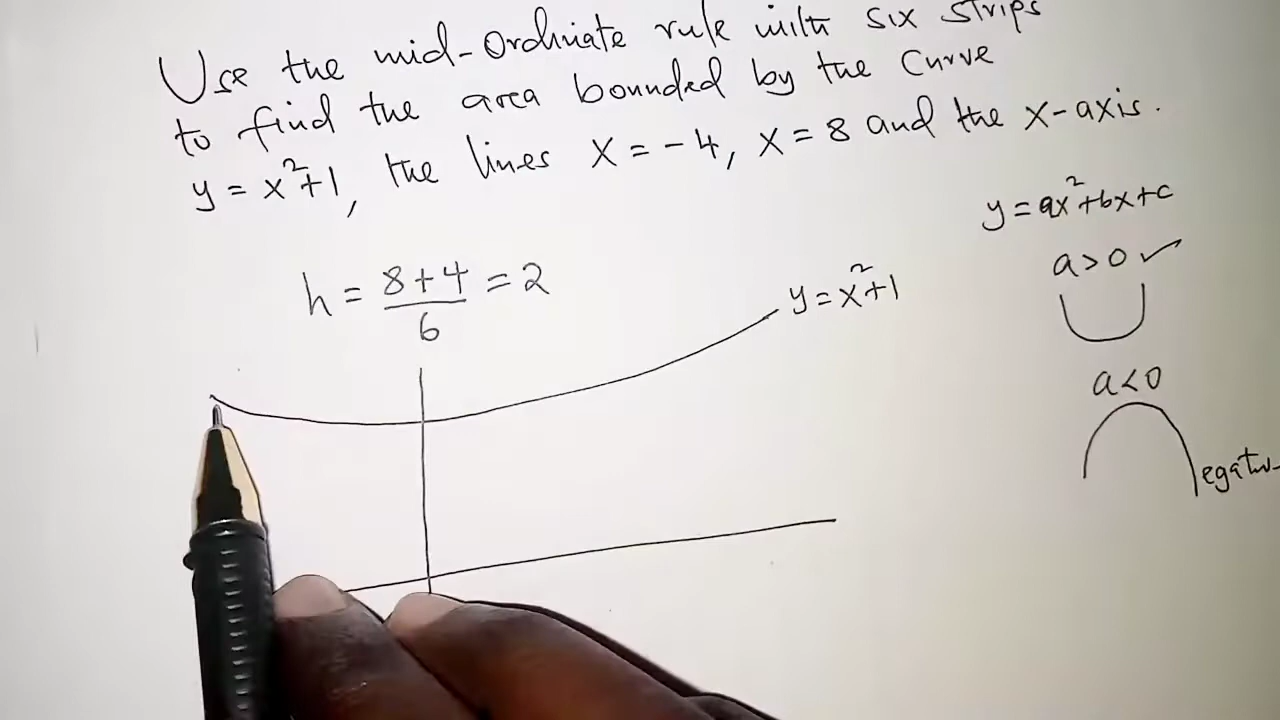 Use the mid-Ordinate rule with six strips
to find the area bounded by the Curve
y = x²+1, the lines x = -4, x = 8 and the x-axis.
y = ax²+bx+c
a>0 ✓
h = 8+4/6 = 2
y = x²+1
a<0